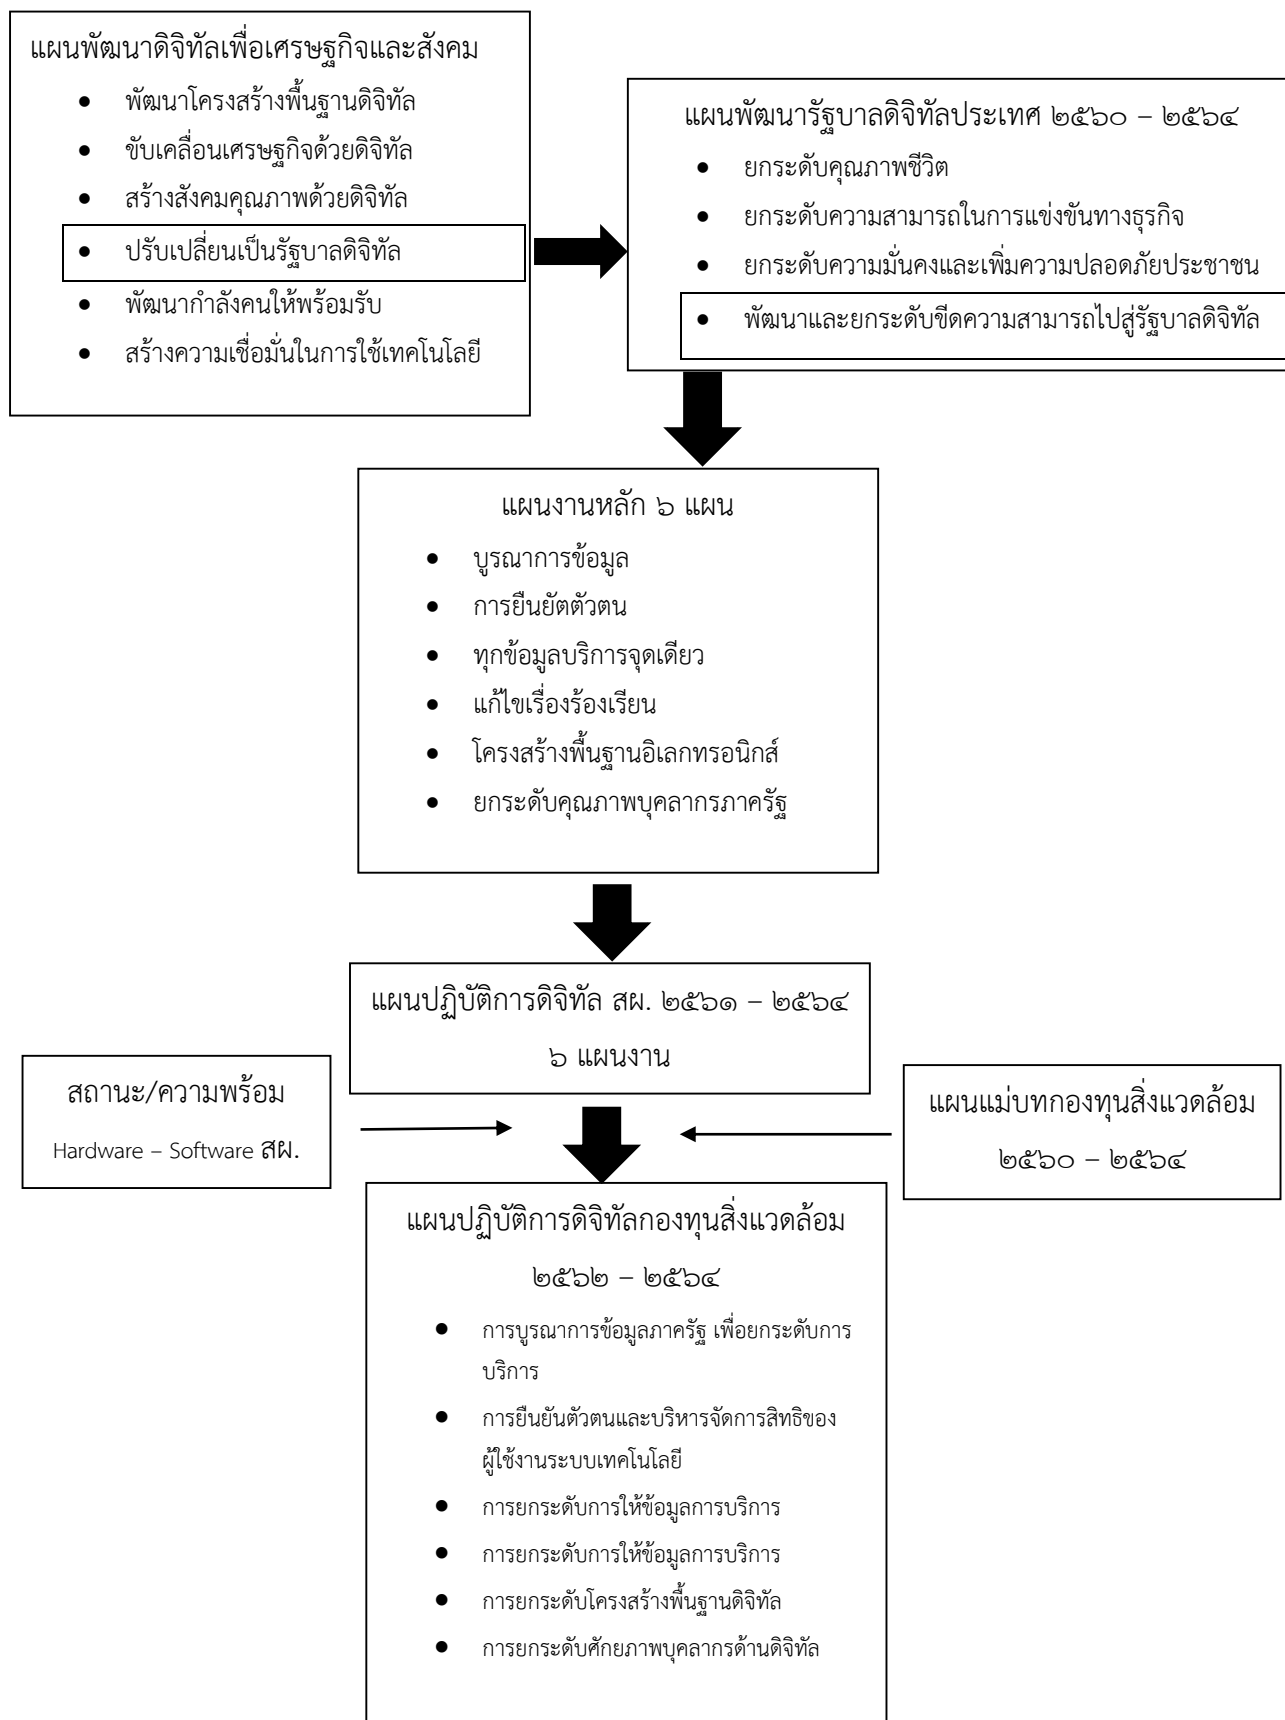 แผนพัฒนาดิจิทัลเพื่อเศรษฐกิจและสังคม
• พัฒนาโครงสร้างพื้นฐานดิจิทัล
• ขับเคลื่อนเศรษฐกิจด้วยดิจิทัล
• สร้างสังคมคุณภาพด้วยดิจิทัล
• ปรับเปลี่ยนเป็นรัฐบาลดิจิทัล
• พัฒนากำลังคนให้พร้อมรับ
• สร้างความเชื่อมั่นในการใช้เทคโนโลยี
แผนพัฒนารัฐบาลดิจิทัลประเทศ ๒๕๖๐ – ๒๕๖๔
• ยกระดับคุณภาพชีวิต
• ยกระดับความสามารถในการแข่งขันทางธุรกิจ
• ยกระดับความมั่นคงและเพิ่มความปลอดภัยประชาชน
• พัฒนาและยกระดับขีดความสามารถไปสู่รัฐบาลดิจิทัล
แผนงานหลัก ๖ แผน
• บูรณาการข้อมูล
• การยืนยัตตัวตน
• ทุกข้อมูลบริการจุดเดียว
• แก้ไขเรื่องร้องเรียน
• โครงสร้างพื้นฐานอิเลกทรอนิกส์
• ยกระดับคุณภาพบุคลากรภาครัฐ
แผนปฏิบัติการดิจิทัล สผ. ๒๕๖๑ – ๒๕๖๔
๖ แผนงาน
สถานะ/ความพร้อม
Hardware – Software สผ.
แผนแม่บทกองทุนสิ่งแวดล้อม
๒๕๖๐ – ๒๕๖๔
แผนปฏิบัติการดิจิทัลกองทุนสิ่งแวดล้อม
๒๕๖๒ – ๒๕๖๔
• การบูรณาการข้อมูลภาครัฐ เพื่อยกระดับการ
บริการ
• การยืนยันตัวตนและบริหารจัดการสิทธิของ
ผู้ใช้งานระบบเทคโนโลยี
• การยกระดับการให้ข้อมูลการบริการ
• การยกระดับการให้ข้อมูลการบริการ
• การยกระดับโครงสร้างพื้นฐานดิจิทัล
• การยกระดับศักยภาพบุคลากรด้านดิจิทัล